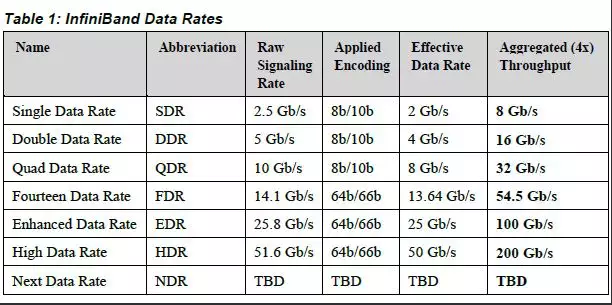 Table 1: InfiniBand Data Rates
Name Abbreviation Raw Signaling Rate Applied Encoding Effective Data Rate Aggregated (4x) Throughput
Single Data Rate SDR 2.5 Gb/s 8b/10b 2 Gb/s 8 Gb/s
Double Data Rate DDR 5 Gb/s 8b/10b 4 Gb/s 16 Gb/s
Quad Data Rate QDR 10 Gb/s 8b/10b 8 Gb/s 32 Gb/s
Fourteen Data Rate FDR 14.1 Gb/s 64b/66b 13.64 Gb/s 54.5 Gb/s
Enhanced Data Rate EDR 25.8 Gb/s 64b/66b 25 Gb/s 100 Gb/s
High Data Rate HDR 51.6 Gb/s 64b/66b 50 Gb/s 200 Gb/s
Next Data Rate NDR TBD TBD TBD TBD